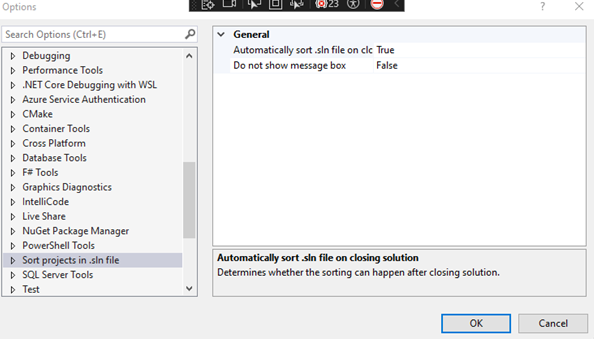 Options
23
?
Search Options (Ctrl+E)
Debugging
Performance Tools
.NET Core Debugging with WSL
Azure Service Authentication
CMake
Container Tools
Cross Platform
Database Tools
F# Tools
Graphics Diagnostics
IntelliCode
Live Share
NuGet Package Manager
PowerShell Tools
Sort projects in .sln file
SQL Server Tools
Test
General
Automatically sort .sln file on clc True
Do not show message box False
Automatically sort .sln file on closing solution
Determines whether the sorting can happen after closing solution.
OK
Cancel